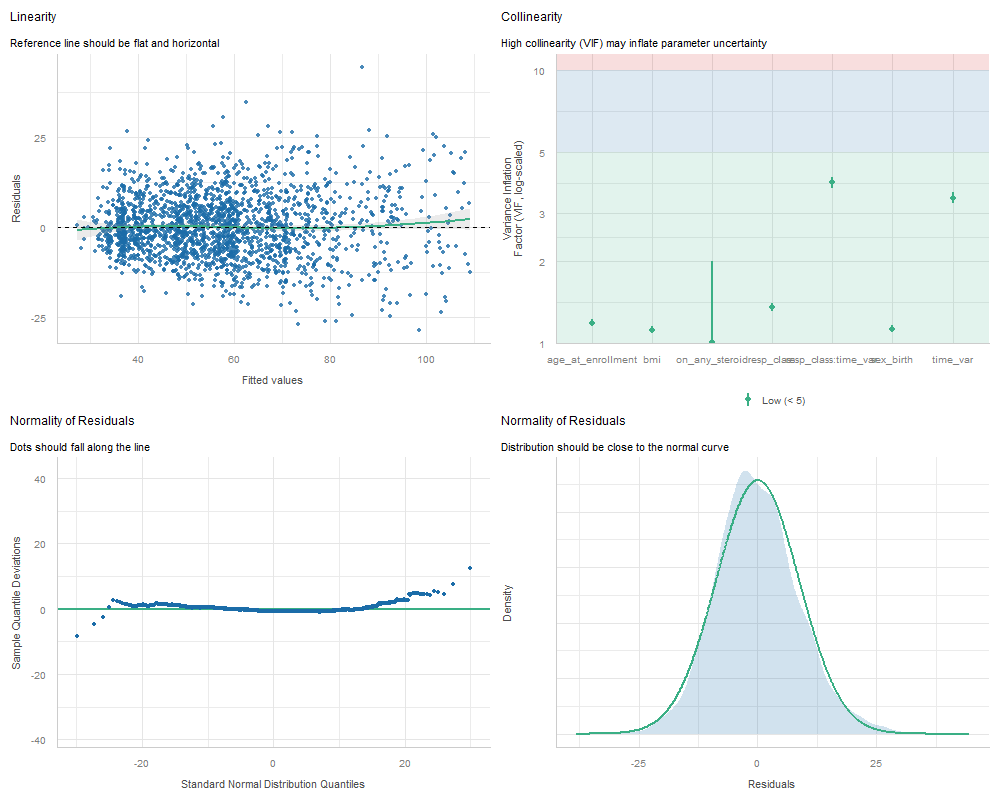 Linearity
Reference line should be flat and horizontal
Residuals
25
0
-25
40
60
80
100
Fitted values
Collinearity
High collinearity (VIF) may inflate parameter uncertainty
Variance Inflation
Factor (VIF, log-scaled)
10
5
3
2
1
age_at_enrollment
bmi
on_any_steroid
sex_birth
time_var
Low (< 5)
Normality of Residuals
Dots should fall along the line
Sample Quantile Deviations
40
20
0
-20
-40
-20
0
20
Standard Normal Distribution Quantiles
Normality of Residuals
Distribution should be close to the normal curve
Density
-25
0
25
Residuals